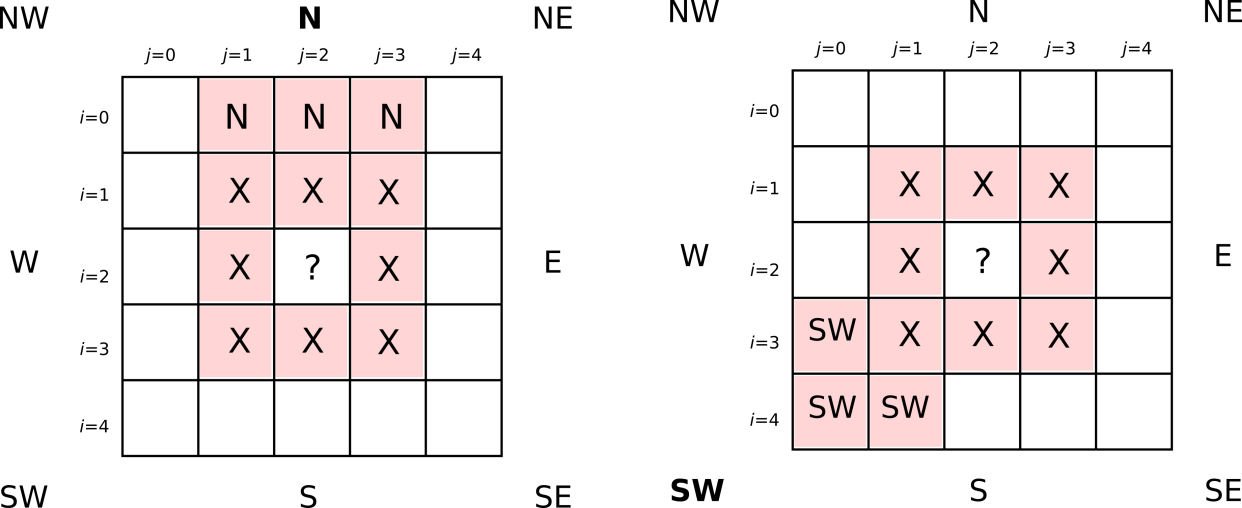 NW N NE
j=0 j=1 j=2 j=3 j=4
i=0 N N N
i=1 X X X
W i=2 X ? X E
i=3 X X X
i=4
SW S SE
NW N NE
j=0 j=1 j=2 j=3 j=4
i=0
i=1 X X X
W i=2 X ? X E
i=3 SW X X X
i=4 SW SW
SW S SE